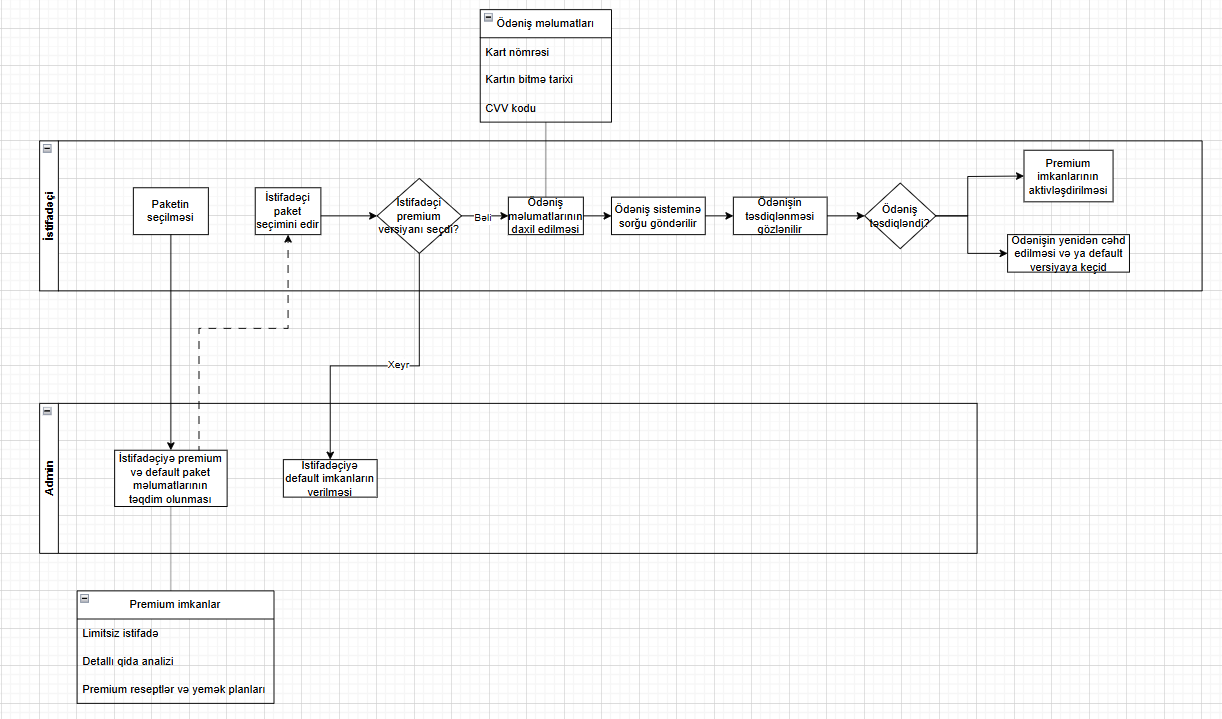 Ödəniş məlumatları
Kart nömrəsi
Kartın bitmə tarixi
CVV kodu
İstifadəçi
Paketin
seçilməsi
İstifadəçi
paket
seçimini edir
İstifadəçi
premium
versiyanı seçdi?
Bəli
Ödəniş
məlumatlarının
daxil edilməsi
Ödəniş sisteminə
sorğu göndərilir
Ödənişin
təsdiqlənməsi
gözlənilir
Ödəniş
təsdiqləndi?
Premium
imkanlarının
aktivləşdirilməsi
Ödənişin yenidən cəhd
edilməsi və ya default
versiyaya keçid
Xeyr
Admin
İstifadəçiyə premium
və default paket
məlumatlarının
təqdim olunması
İstifadəçiyə
default imkanların
verilməsi
Premium imkanlar
Limitsiz istifadə
Detallı qida analizi
Premium reseptlər və yemək planları